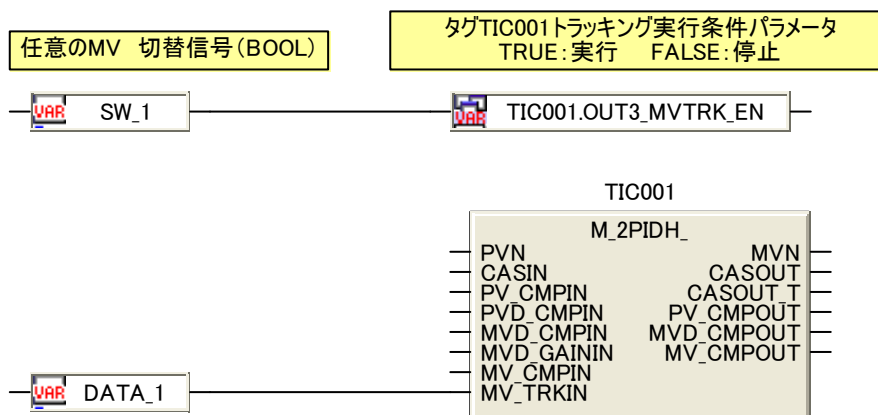 任意のMV 切替信号(BOOL)
タグTIC001トラッキング実行条件パラメータ
TRUE:実行 FALSE:停止
VAR SW_1
VAR TIC001.OUT3_MVTRK_EN
TIC001
M_2PIDH_
PVN MVN
CASIN CASOUT
PV_CMPIN CASOUT_T
PVD_CMPIN PV_CMPOUT
MVD_CMPIN MVD_CMPOUT
MVD_GAININ MV_CMPOUT
MV_CMPIN
MV_TRKIN
VAR DATA_1